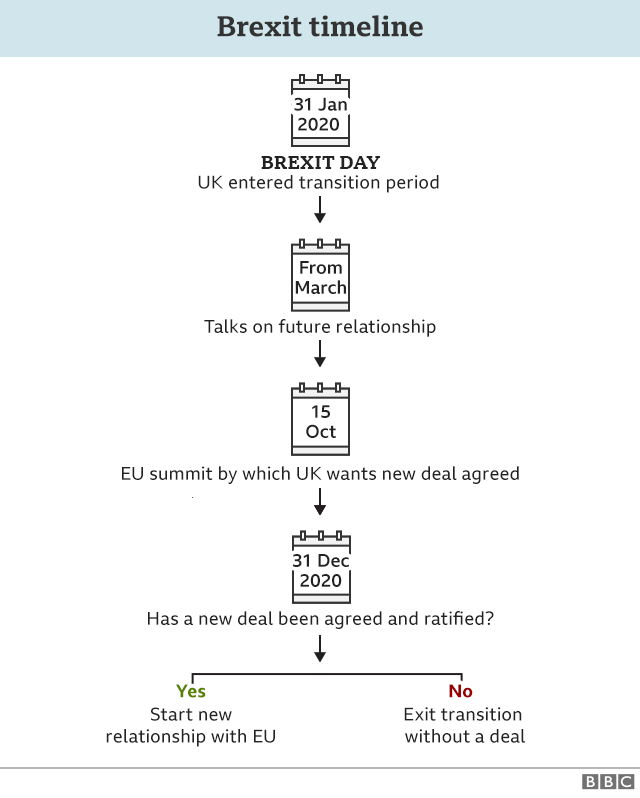 Brexit timeline
31 Jan
2020
BREXIT DAY
UK entered transition period
From
March
Talks on future relationship
15
Oct
EU summit by which UK wants new deal agreed
31 Dec
2020
Has a new deal been agreed and ratified?
Yes
Start new
relationship with EU
No
Exit transition
without a deal
BBC